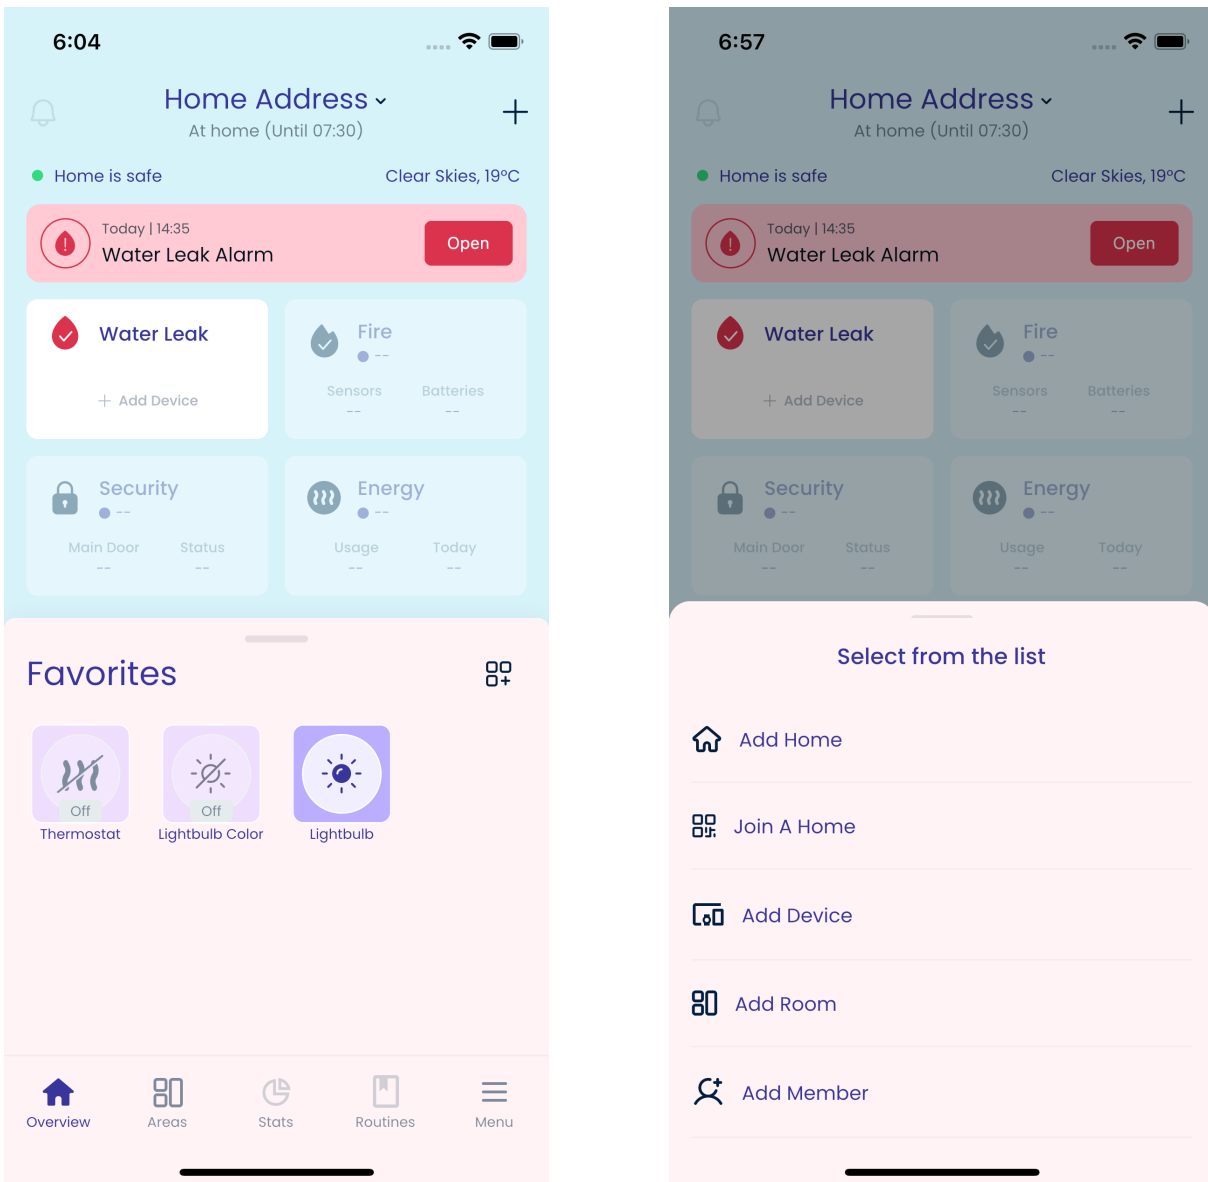 6:04
Home Address
At home (Until 07:30)
Home is safe
Clear Skies, 19°C
Today | 14:35
Water Leak Alarm
Open
Water Leak
+ Add Device
Fire
--
Sensors Batteries
-- --
Security
--
Main Door Status
-- --
Energy
--
Usage Today
-- --
Favorites
Off
Off
Thermostat
Lightbulb Color
Lightbulb
Overview
Areas
Stats
Routines
Menu
6:57
Home Address
At home (Until 07:30)
Home is safe
Clear Skies, 19°C
Today | 14:35
Water Leak Alarm
Open
Water Leak
+ Add Device
Fire
--
Sensors Batteries
-- --
Security
--
Main Door Status
-- --
Energy
--
Usage Today
-- --
Select from the list
Add Home
Join A Home
Add Device
Add Room
Add Member